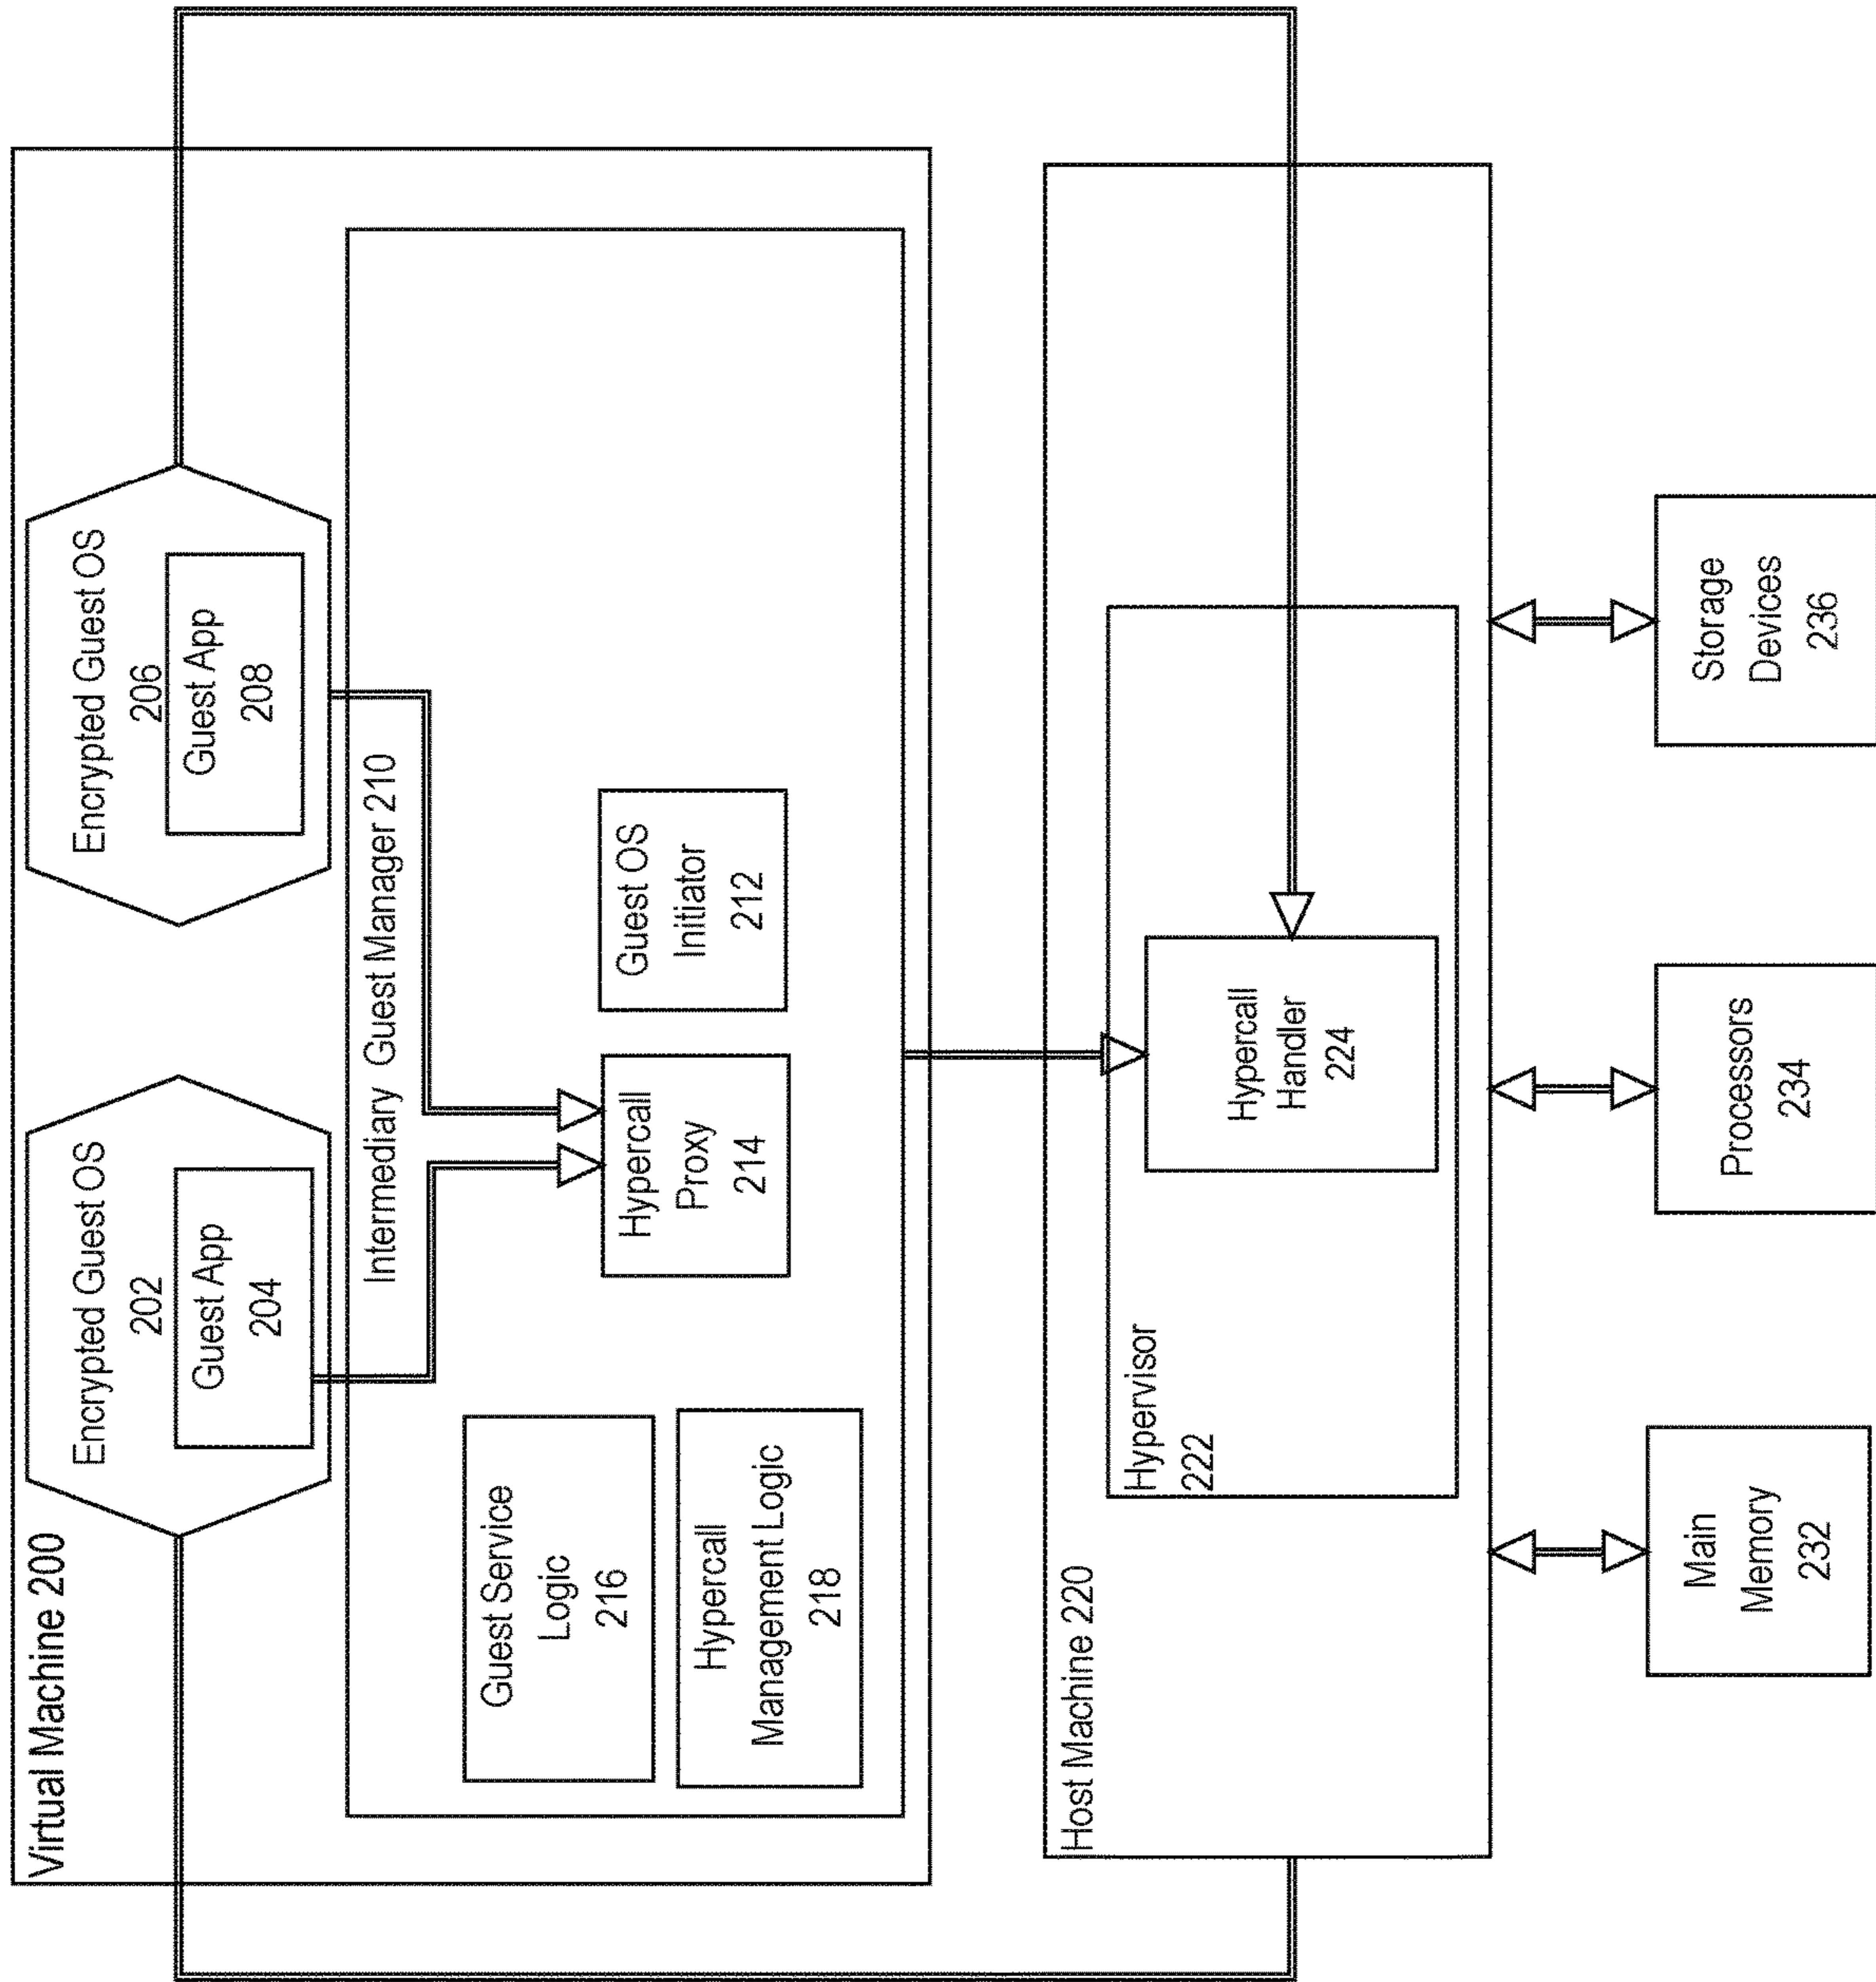 Virtual Machine 200
Encrypted Guest OS
202
Guest App
204
Encrypted Guest OS
206
Guest App
208
Intermediary Guest Manager 210
Guest Service
Logic
216
Hypercall
Management Logic
218
Hypercall
Proxy
214
Guest OS
Initiator
212
Host Machine 220
Hypervisor
222
Hypercall
Handler
224
Main
Memory
232
Processors
234
Storage
Devices
236